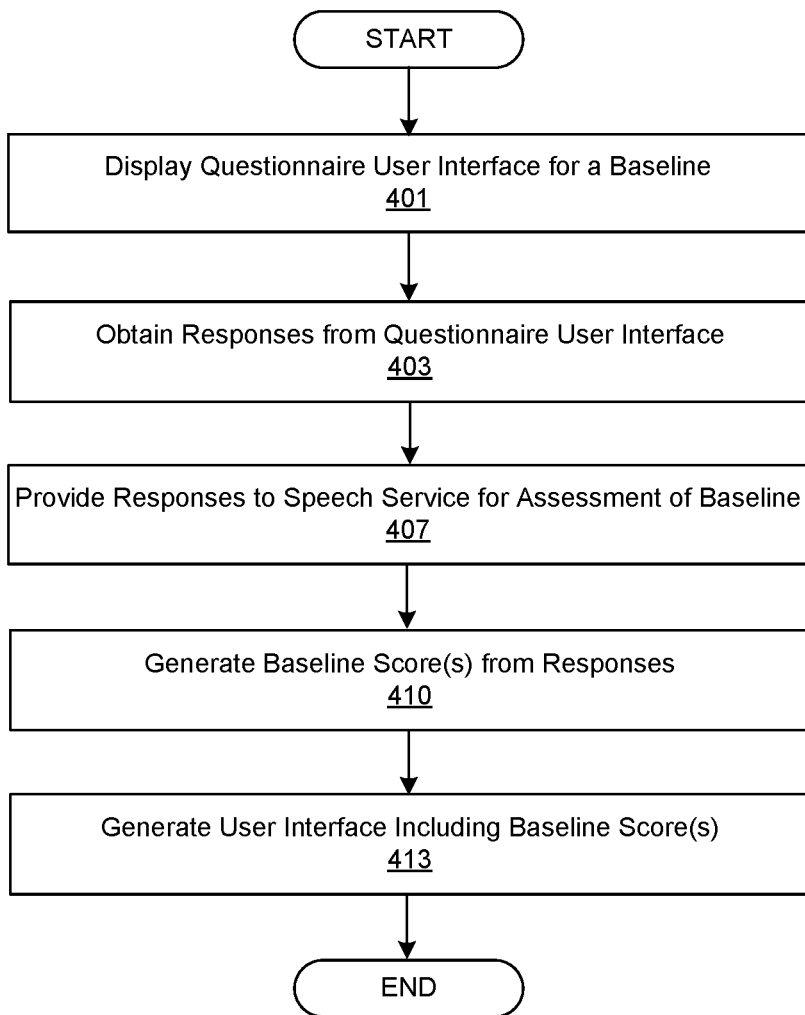 START
Display Questionnaire User Interface for a Baseline
401
Obtain Responses from Questionnaire User Interface
403
Provide Responses to Speech Service for Assessment of Baseline
407
Generate Baseline Score(s) from Responses
410
Generate User Interface Including Baseline Score(s)
413
END